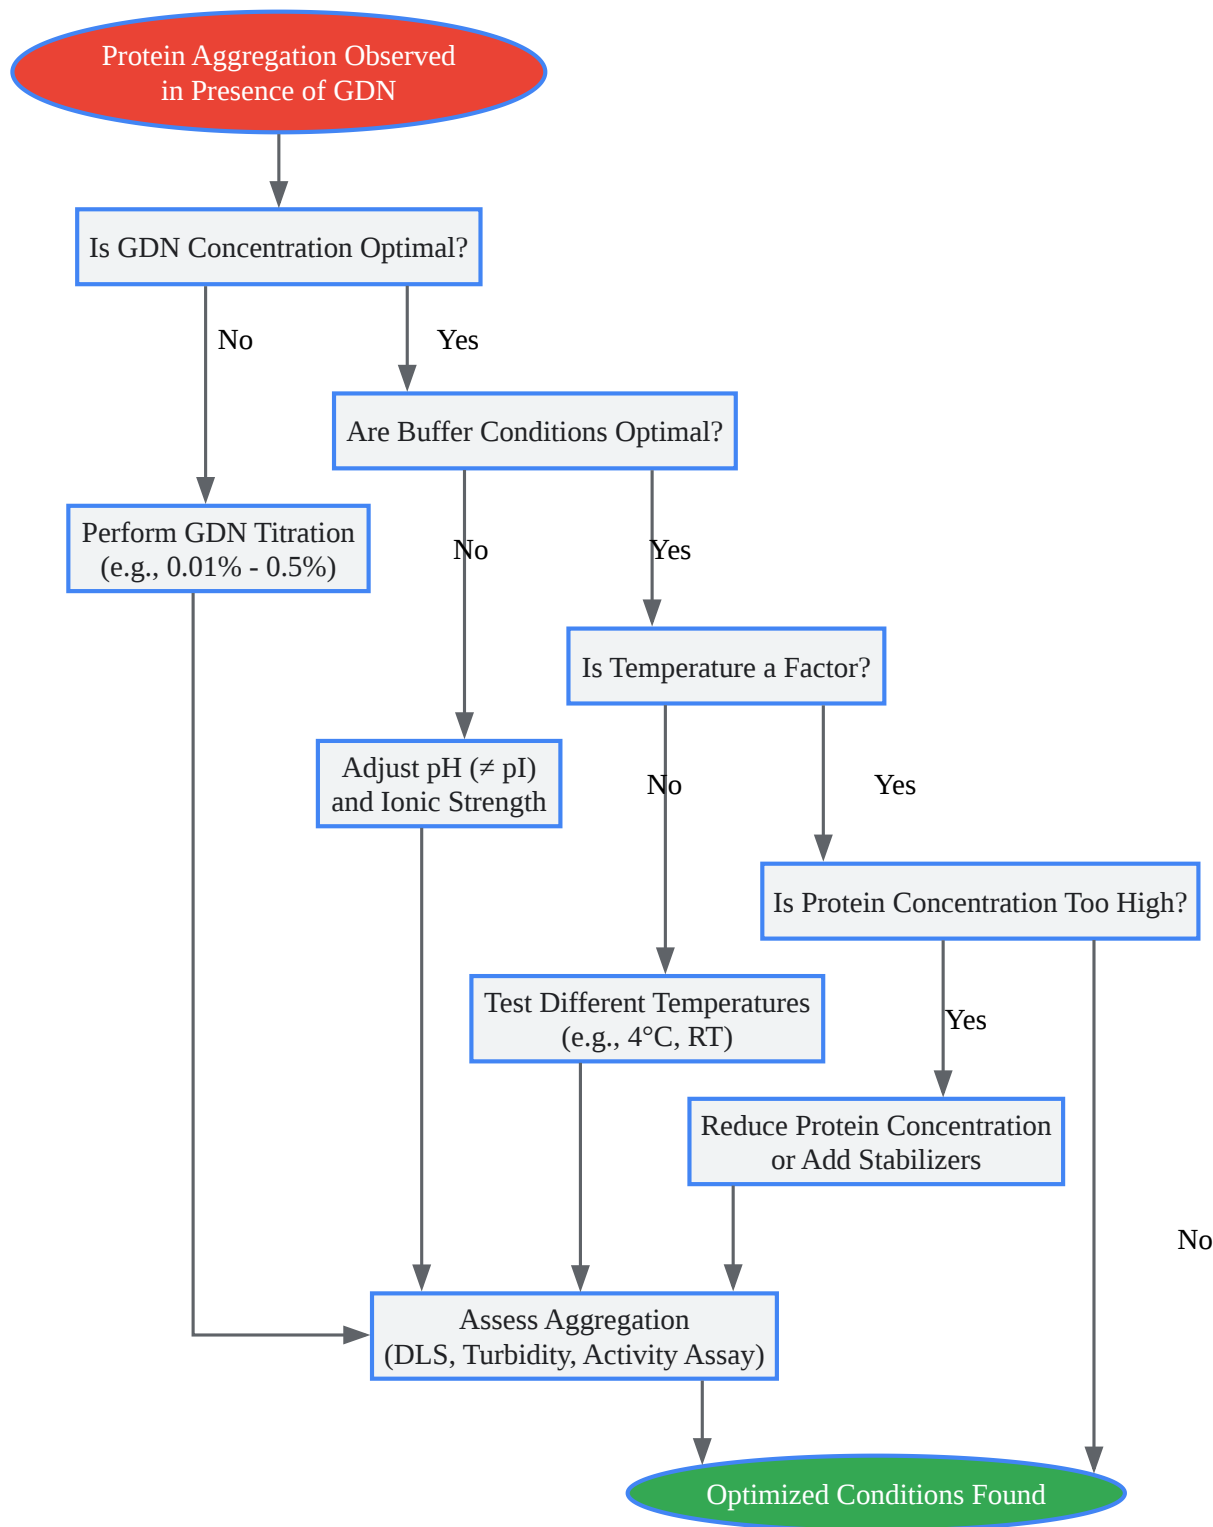 Protein Aggregation Observed
in Presence of GDN
Is GDN Concentration Optimal?
No
Yes
Are Buffer Conditions Optimal?
Perform GDN Titration
(e.g., 0.01% - 0.5%)
No
Yes
Is Temperature a Factor?
Adjust pH (≠ pI)
and Ionic Strength
No
Yes
Is Protein Concentration Too High?
Test Different Temperatures
(e.g., 4°C, RT)
Yes
Reduce Protein Concentration
or Add Stabilizers
No
Assess Aggregation
(DLS, Turbidity, Activity Assay)
Optimized Conditions Found